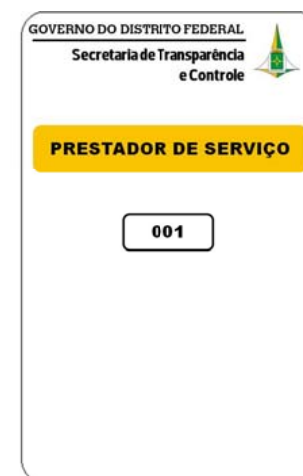 GOVERNO DO DISTRITO FEDERAL
Secretaria de Transparência
e Controle
PRESTADOR DE SERVIÇO
001